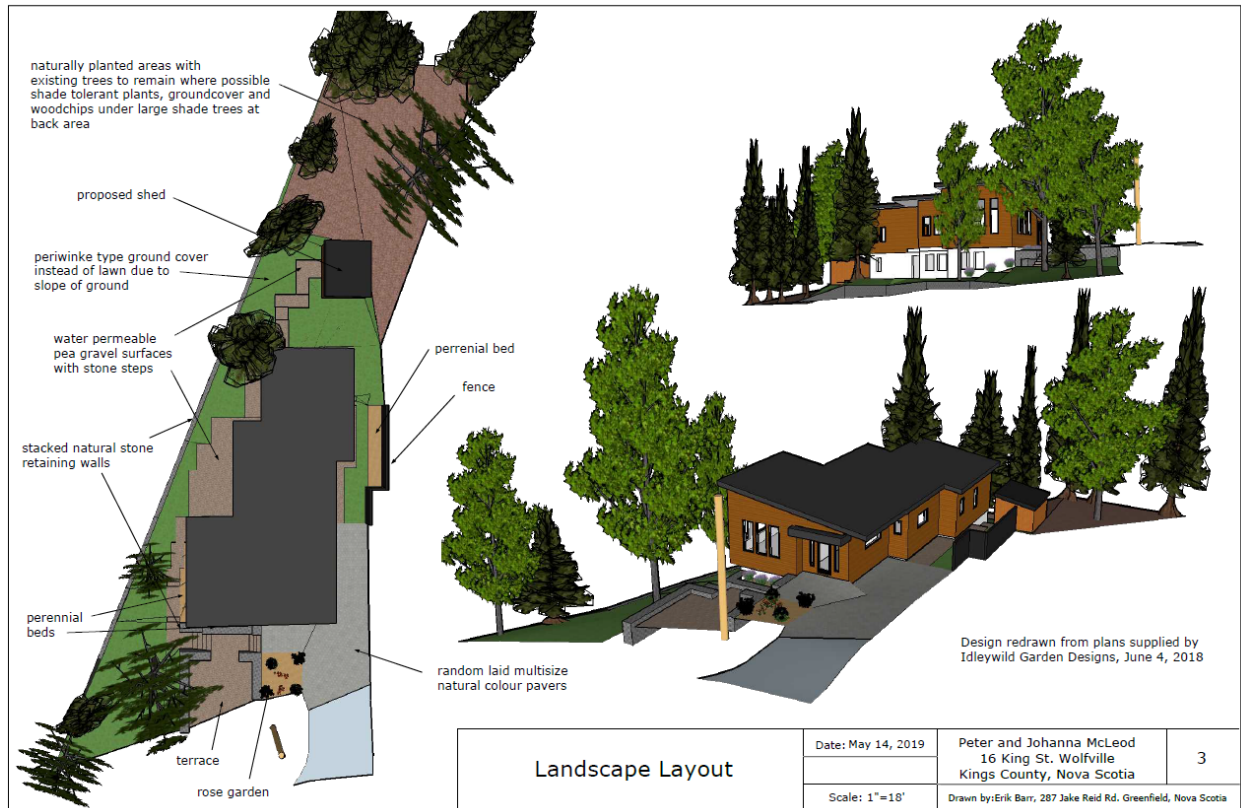 naturally planted areas with
existing trees to remain where possible
shade tolerant plants, groundcover and
woodchips under large shade trees at
back area
proposed shed
periwinke type ground cover
instead of lawn due to
slope of ground
water permeable
pea gravel surfaces
with stone steps
perrenial bed
fence
stacked natural stone
retaining walls
perennial
beds
random laid multisize
natural colour pavers
terrace
rose garden
Design redrawn from plans supplied by
Idleywild Garden Designs, June 4, 2018
Landscape Layout
Date: May 14, 2019
Scale: 1"=18'
Peter and Johanna McLeod
16 King St. Wolfville
Kings County, Nova Scotia
3
Drawn by:Erik Barr, 287 Jake Reid Rd. Greenfield, Nova Scotia